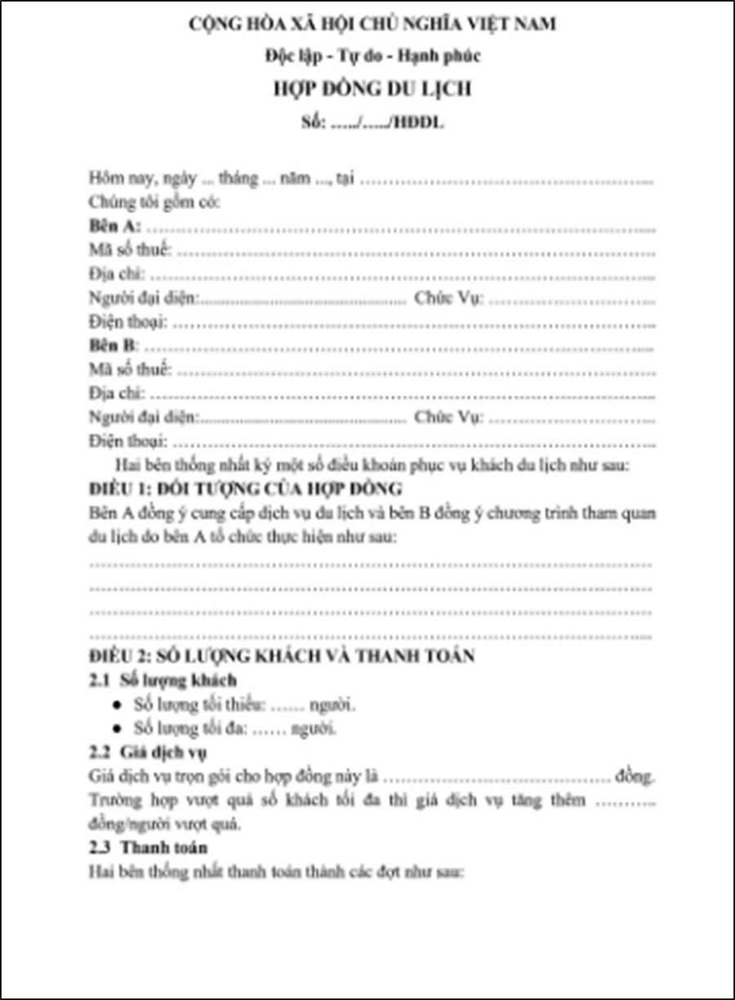 CỘNG HÒA XÃ HỘI CHỦ NGHĨA VIỆT NAM
Độc lập - Tự do - Hạnh phúc
HỢP ĐỒNG DU LỊCH
Số: ...../...../HĐDL
Hôm nay, ngày ... tháng ... năm ..., tại ……………………………………………...
Chúng tôi gồm có:
Bên A: …………………………………………………………………………....
Mã số thuế: ……………………………………………………………………….
Địa chỉ: …………………………………………………………………………...
Người đại diện:................................................... Chức Vụ: ………………………...
Điện thoại: ………………………………………………………………………..
Bên B: …………………………………………………………………………....
Mã số thuế: ……………………………………………………………………….
Địa chỉ: …………………………………………………………………………...
Người đại diện:................................................... Chức Vụ: ………………………...
Điện thoại: ………………………………………………………………………..
Hai bên thống nhất ký một số điều khoản phục vụ khách du lịch như sau:
ĐIỀU 1: ĐỐI TƯỢNG CỦA HỢP ĐỒNG
Bên A đồng ý cung cấp dịch vụ du lịch và bên B đồng ý chương trình tham quan
du lịch do bên A tổ chức thực hiện như sau:
……………………………………………………………………………………
……………………………………………………………………………………
……………………………………………………………………………………
…………………………………………………………………………………....
ĐIỀU 2: SỐ LƯỢNG KHÁCH VÀ THANH TOÁN
2.1 Số lượng khách
● Số lượng tối thiểu: …… người.
● Số lượng tối đa: …… người.
2.2 Giá dịch vụ
Giá dịch vụ trọn gói cho hợp đồng này là ………………………………… đồng.
Trường hợp vượt quá số khách tối đa thì giá dịch vụ tăng thêm ………..
đồng/người vượt quá.
2.3 Thanh toán
Hai bên thống nhất thanh toán thành các đợt như sau: